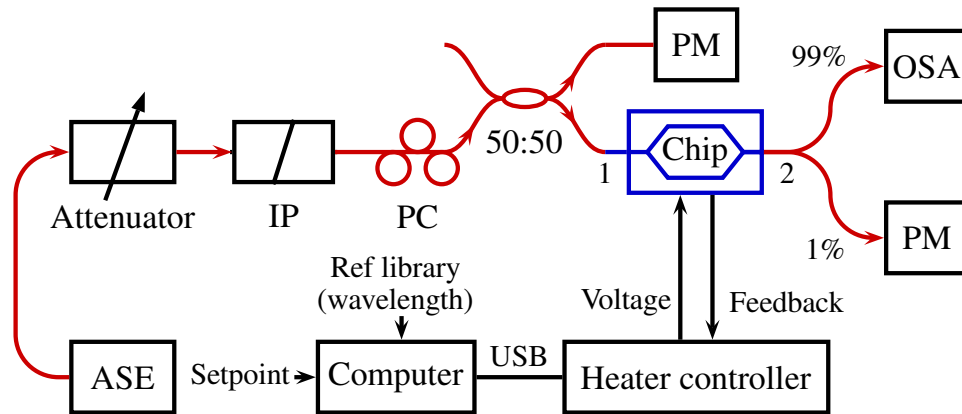 PM
99%
OSA
50:50
Chip
1
2
Attenuator
IP
PC
1%
PM
Ref library
(wavelength)
Voltage
Feedback
ASE
Setpoint
Computer
USB
Heater controller